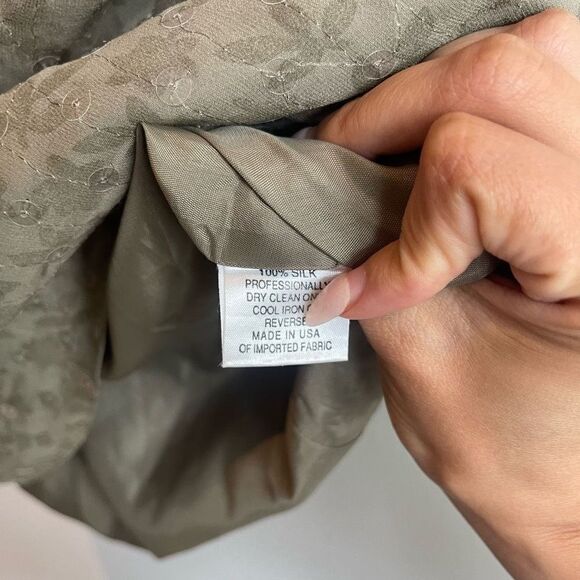 100% SILK
PROFESSIONALLY
DRY CLEAN
COOL IRON
REVERSE
MADE IN USA
OF IMPORTED FABRIC